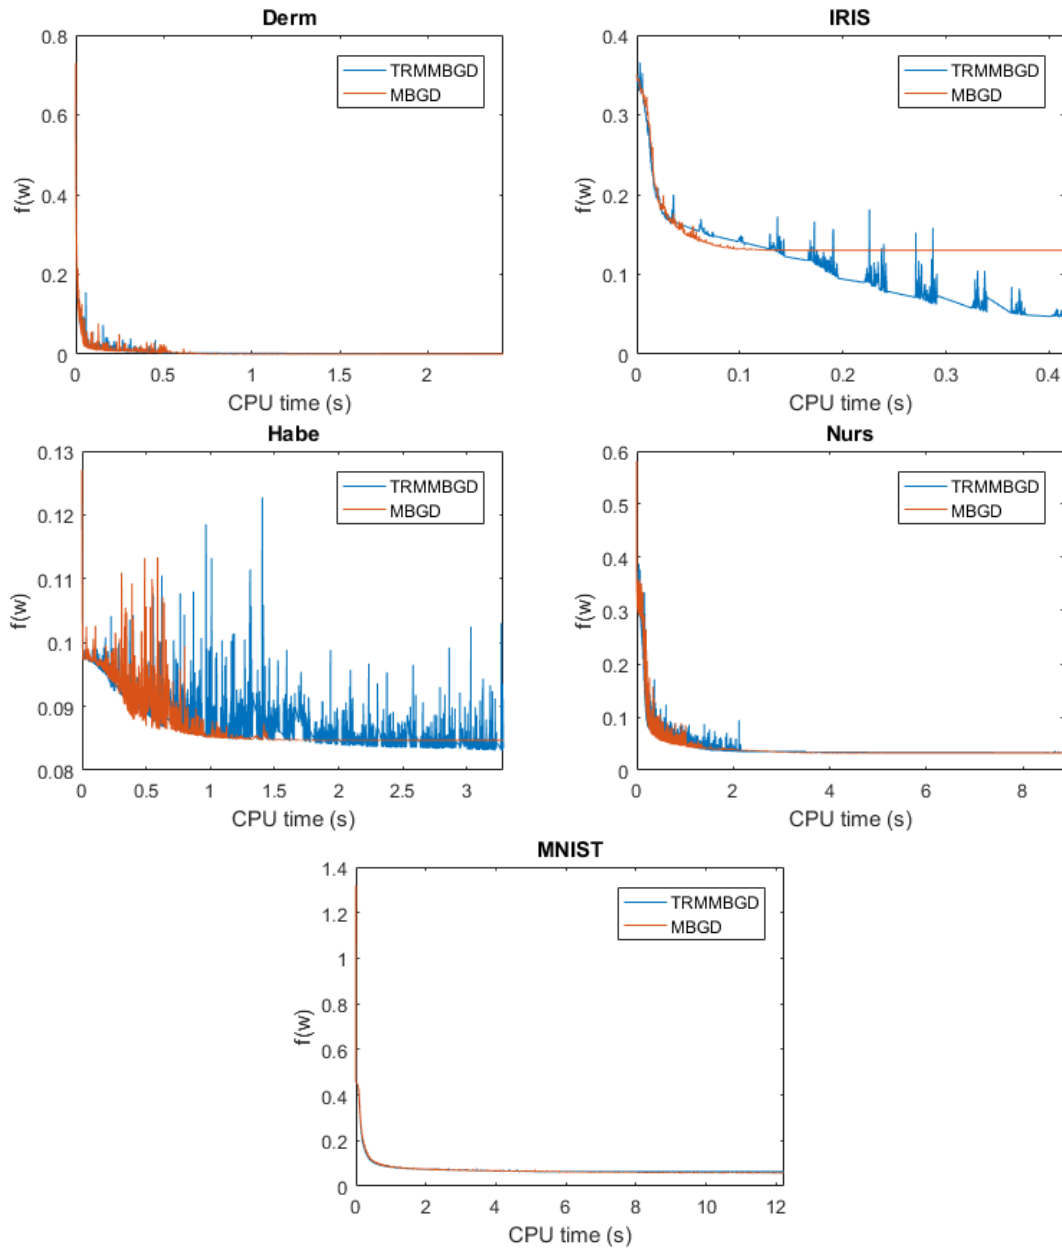 Derm
0.8
0.6
0.4
0.2
0
f(w)
TRMMBGD
MBGD
0 0.5 1 1.5 2
CPU time (s)
IRIS
0.4
0.3
0.2
0.1
0
f(w)
TRMMBGD
MBGD
0 0.1 0.2 0.3 0.4
CPU time (s)
Habe
0.13
0.12
0.11
0.1
0.09
0.08
f(w)
TRMMBGD
MBGD
0 0.5 1 1.5 2 2.5 3
CPU time (s)
Nurs
0.6
0.5
0.4
0.3
0.2
0.1
0
f(w)
TRMMBGD
MBGD
0 2 4 6 8
CPU time (s)
MNIST
1.4
1.2
1
0.8
0.6
0.4
0.2
0
f(w)
TRMMBGD
MBGD
0 2 4 6 8 10 12
CPU time (s)